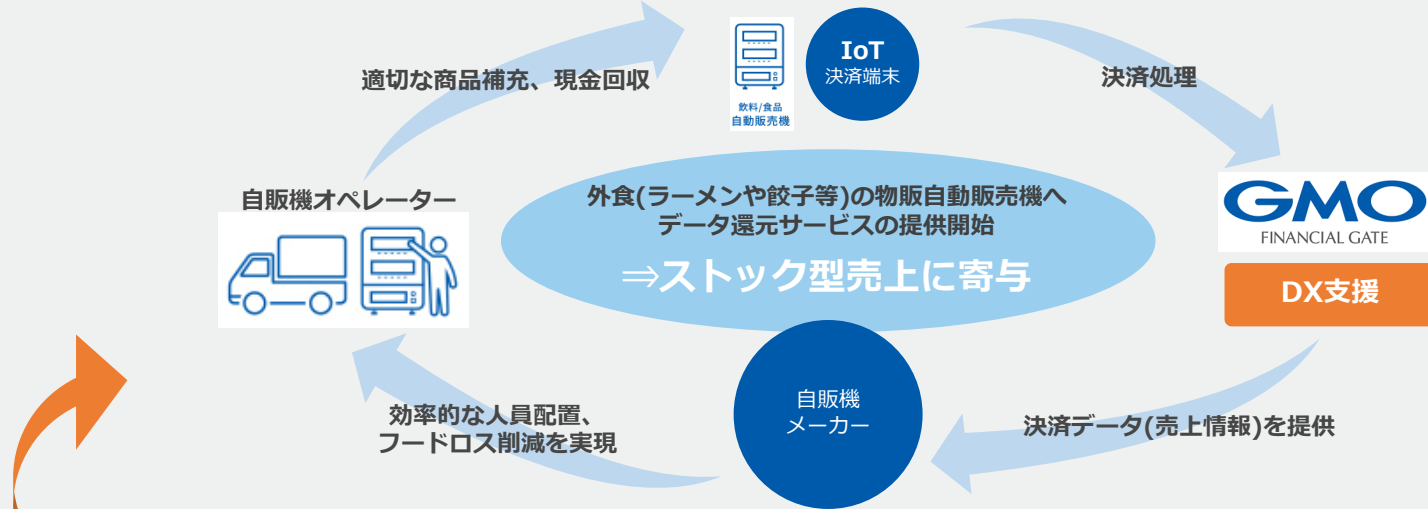 IoT
決済端末
飲料/食品
自動販売機
適切な商品補充、現金回収
決済処理
自販機オペレーター
外食(ラーメンや餃子等)の物販自動販売機へ
データ還元サービスの提供開始
⇒ストック型売上に寄与
GMO
FINANCIAL GATE
DX支援
自販機
メーカー
効率的な人員配置、
フードロス削減を実現
決済データ(売上情報)を提供